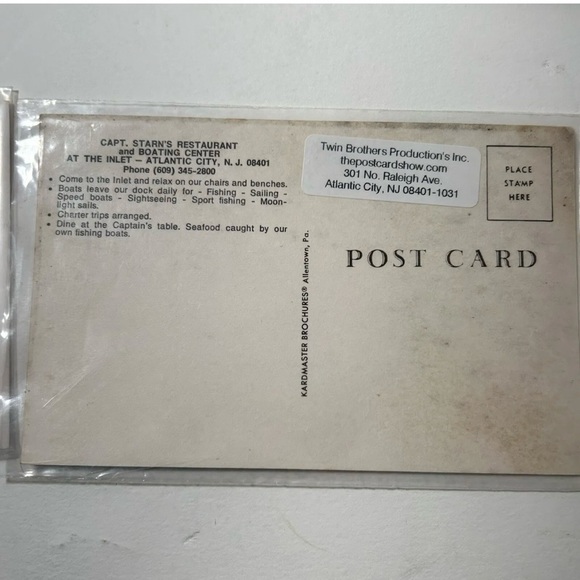 CAPT. STARN'S RESTAURANT
and BOATING CENTER
AT THE INLET – ATLANTIC CITY, N. J. 08401
Phone (609) 345-2800
• Come to the Inlet and relax on our chairs and benches.
• Boats leave our dock daily for - Fishing - Sailing -
Speed boats - Sightseeing - Sport fishing - Moon-
light sails.
• Charter trips arranged.
• Dine at the Captain's table. Seafood caught by our
own fishing boats.
KARDMASTER BROCHURES® Allentown, Pa.
Twin Brothers Production's Inc.
thepostcardshow.com
301 No. Raleigh Ave.
Atlantic City, NJ 08401-1031
PLACE
STAMP
HERE
POST CARD